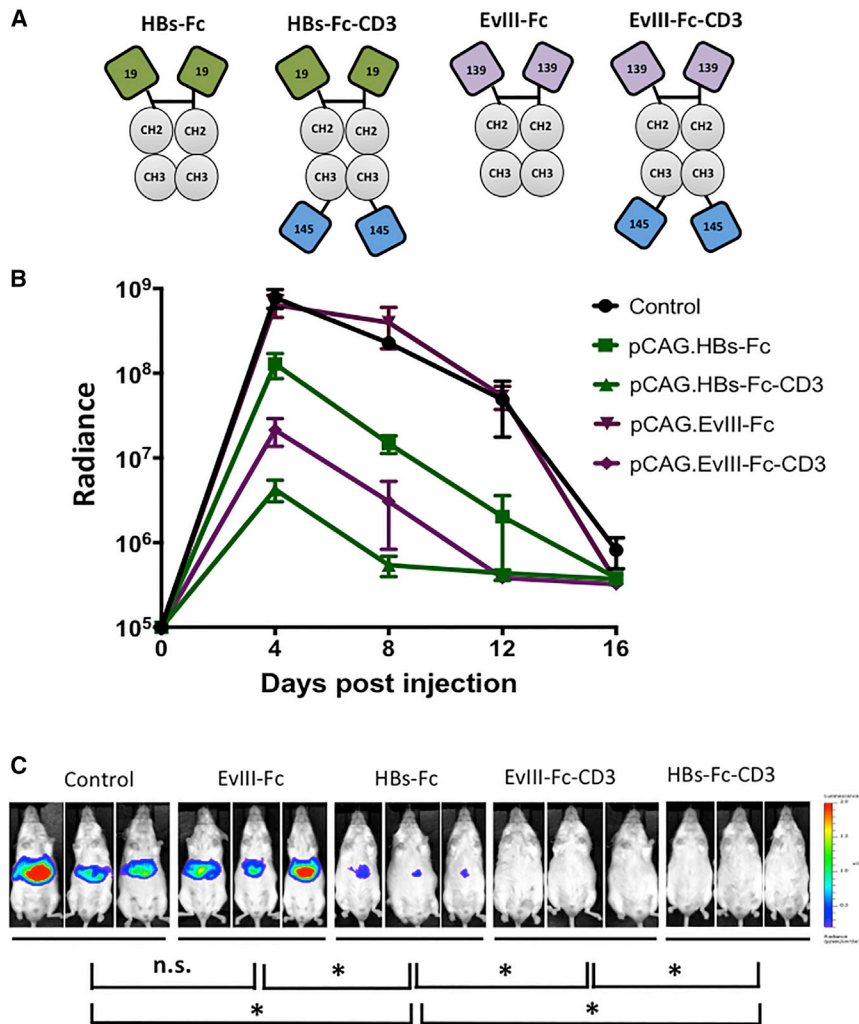 A
HBs-Fc HBs-Fc-CD3 EvIII-Fc EvIII-Fc-CD3
19 19 19 19 139 139 139 139
CH2 CH2 CH2 CH2 CH2 CH2 CH2 CH2
CH3 CH3 CH3 CH3 CH3 CH3 CH3 CH3
145 145 145 145
B
Radiance
10⁹
10⁸
10⁷
10⁶
10⁵
0 4 8 12 16
Days post injection
Control
pCAG.HBs-Fc
pCAG.HBs-Fc-CD3
pCAG.EvIII-Fc
pCAG.EvIII-Fc-CD3
C
Control EvIII-Fc HBs-Fc EvIII-Fc-CD3 HBs-Fc-CD3
n.s. * * *
* *